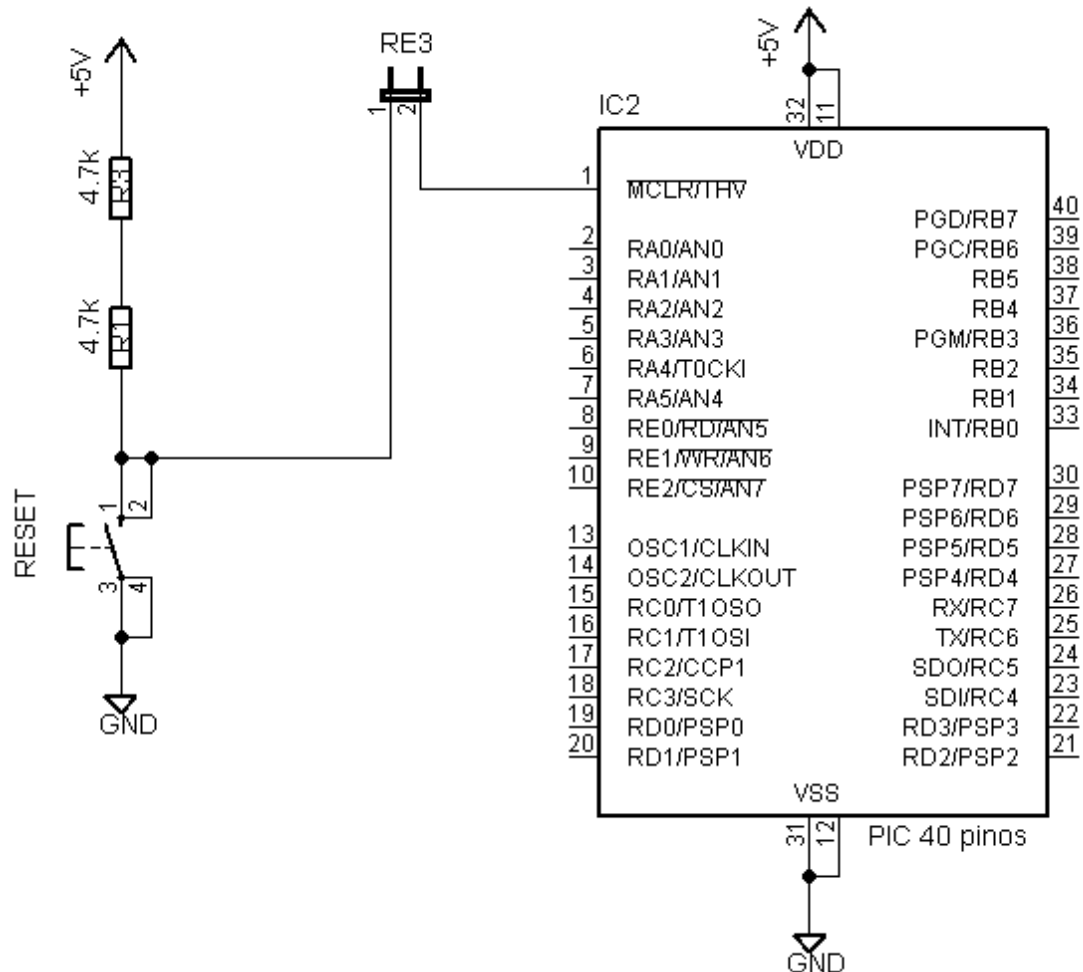 +5V
4.7K
R3
4.7K
R1
1
2
RESET
3
4
GND
RE3
1
2
+5V
IC2
32
11
VDD
1
MCLR/THV
PGD/RB7
40
2
RA0/AN0
PGC/RB6
39
3
RA1/AN1
RB5
38
4
RA2/AN2
RB4
37
5
RA3/AN3
PGM/RB3
36
6
RA4/T0CKI
RB2
35
7
RA5/AN4
RB1
34
8
RE0/RD/AN5
INT/RB0
33
9
RE1/WR/AN6
10
RE2/CS/AN7
PSP7/RD7
30
PSP6/RD6
29
13
OSC1/CLKIN
PSP5/RD5
28
14
OSC2/CLKOUT
PSP4/RD4
27
15
RC0/T1OSO
RX/RC7
26
16
RC1/T1OSI
TX/RC6
25
17
RC2/CCP1
SDO/RC5
24
18
RC3/SCK
SDI/RC4
23
19
RD0/PSP0
RD3/PSP3
22
20
RD1/PSP1
RD2/PSP2
21
VSS
31
12
PIC 40 pinos
GND